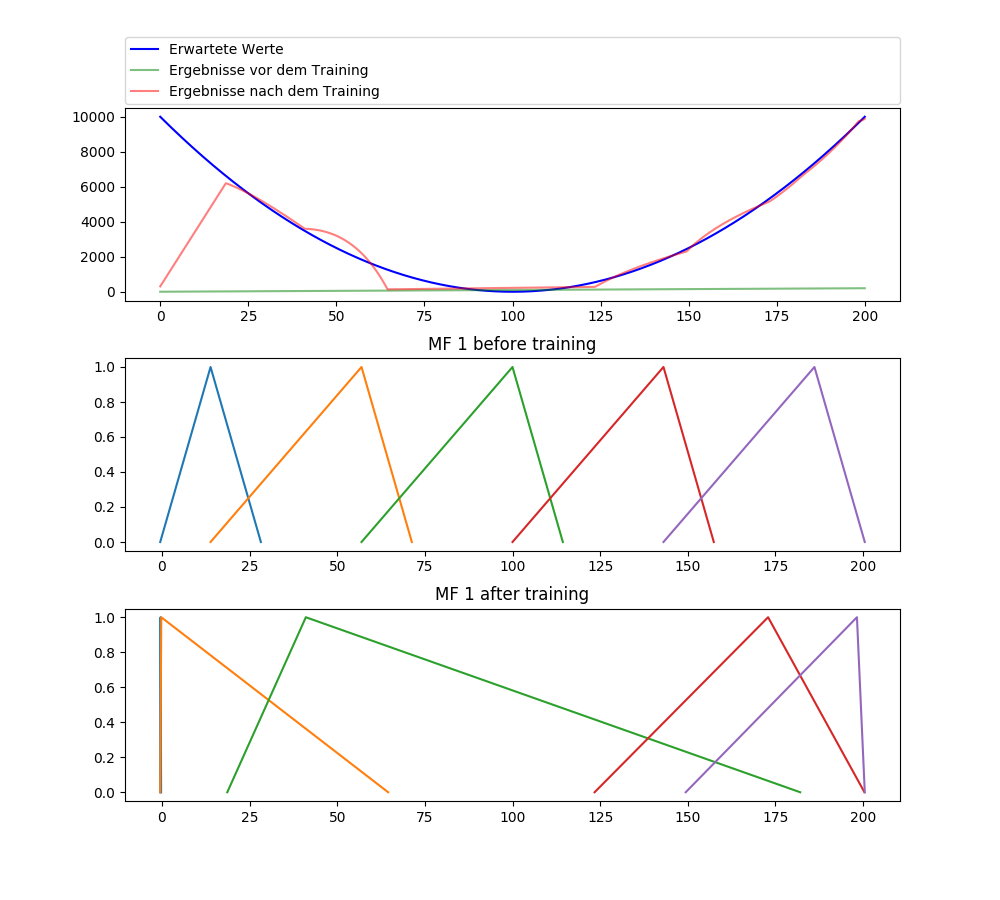 Erwartete Werte
Ergebnisse vor dem Training
Ergebnisse nach dem Training
10000
8000
6000
4000
2000
0
0 25 50 75 100 125 150 175 200
MF 1 before training
1.0
0.8
0.6
0.4
0.2
0.0
0 25 50 75 100 125 150 175 200
MF 1 after training
1.0
0.8
0.6
0.4
0.2
0.0
0 25 50 75 100 125 150 175 200